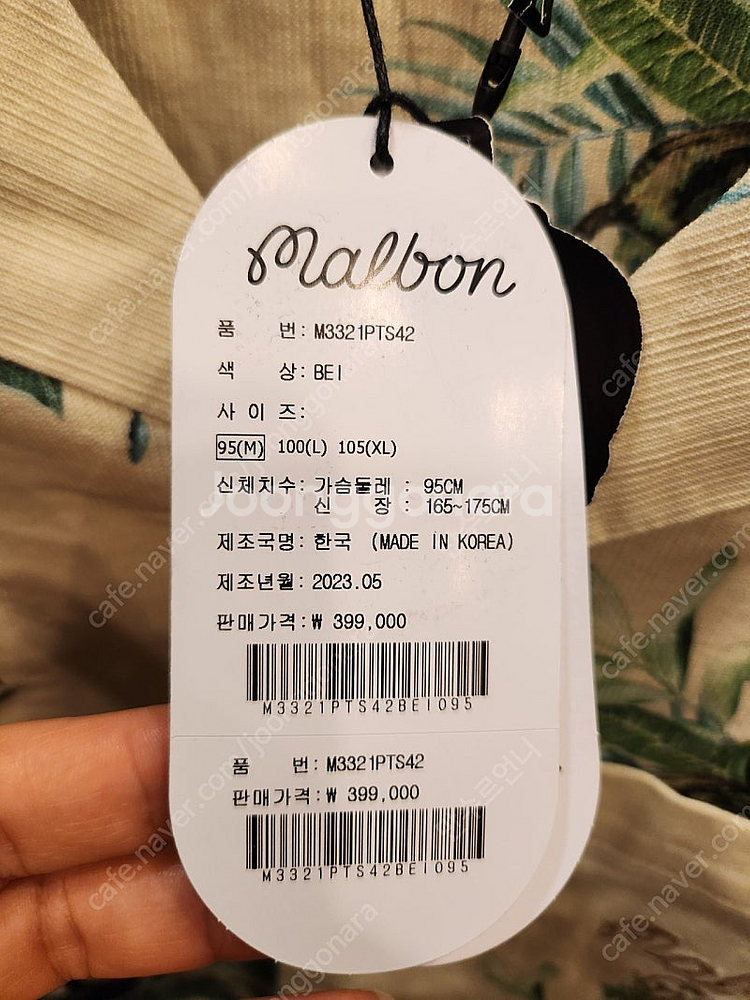 Malbon
품 번: M3321PTS42
색 상: BEI
사 이 즈:
95(M) 100(L) 105(XL)
신체치수: 가슴둘레 : 95CM
신 장 : 165~175CM
제조국명: 한국 (MADE IN KOREA)
제조년월: 2023.05
판매가격: ₩ 399,000
M3321PTS42BEI095
품 번: M3321PTS42
판매가격: ₩ 399,000
M3321PTS42BEI095
Joonggonara